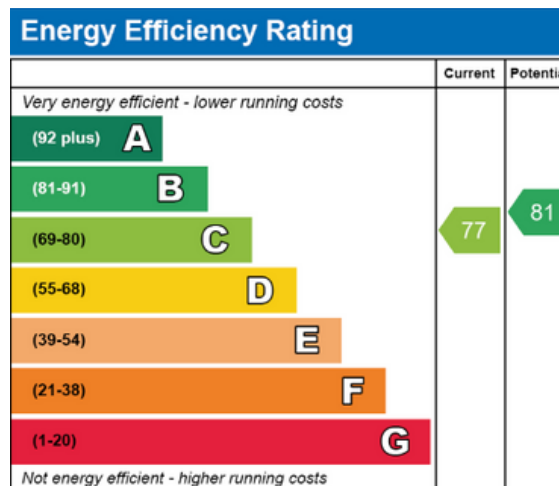 Energy Efficiency Rating
Current Potentia
Very energy efficient - lower running costs
(92 plus) A
(81-91) B
(69-80) C
77
81
(55-68) D
(39-54) E
(21-38) F
(1-20) G
Not energy efficient - higher running costs